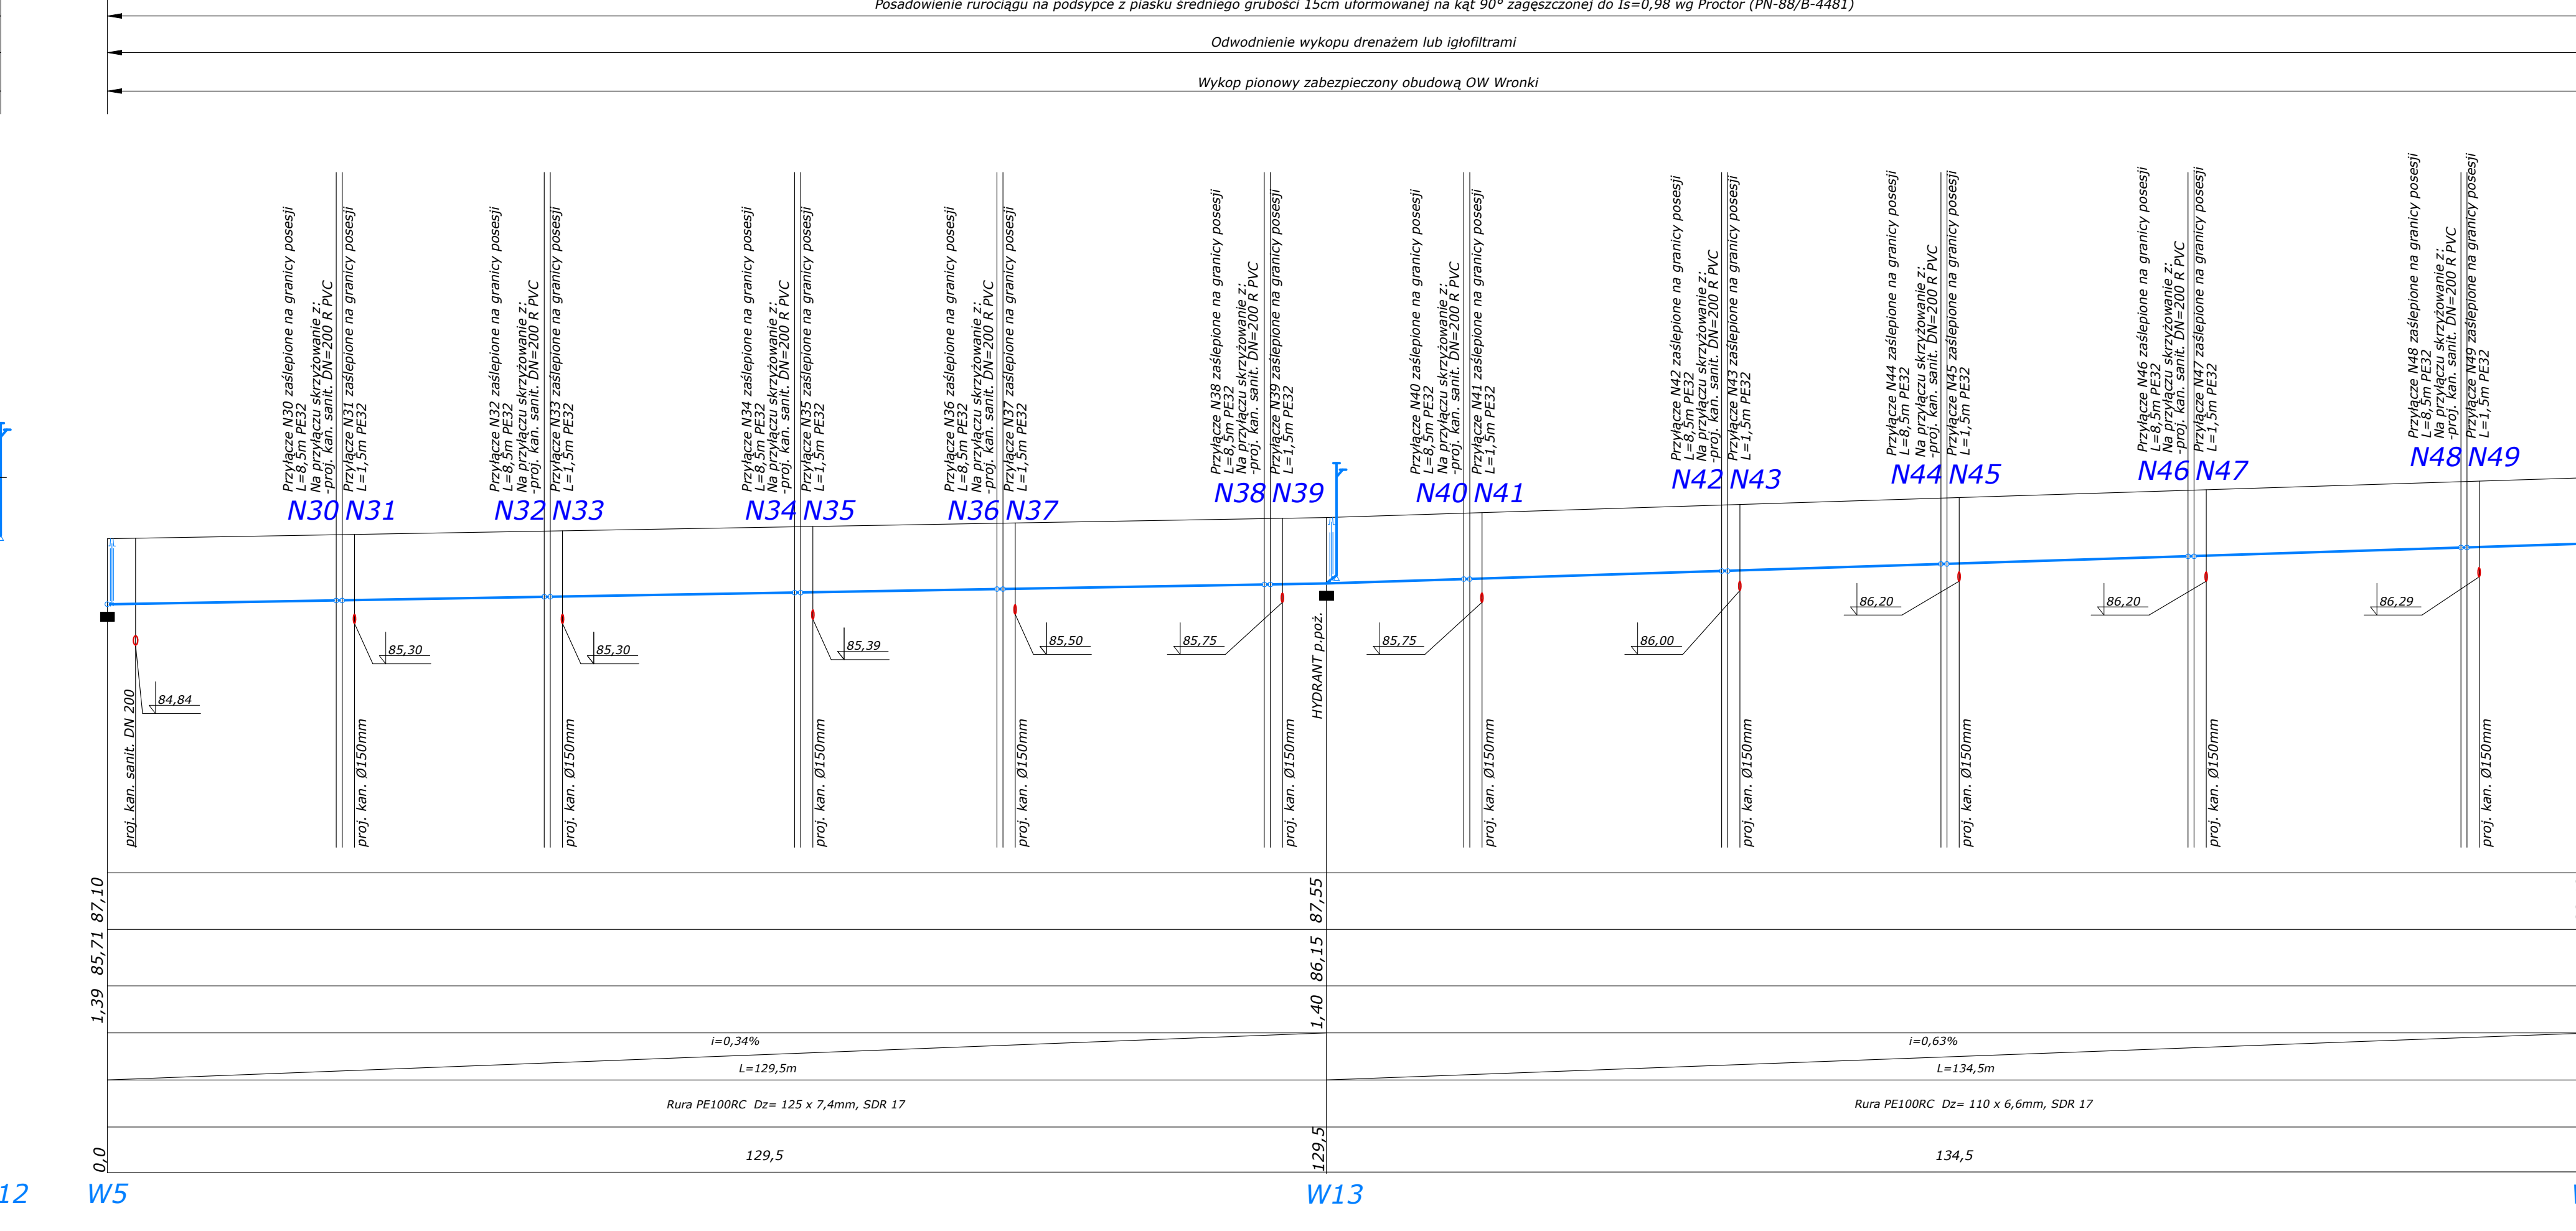 Posadowienie rurociągu na podsypce z piasku średniego grubości 15cm uformowanej na kąt 90° zagęszczonej do Is=0,98 wg Proctor (PN-88/B-4481)
Odwodnienie wykopu drenażem lub igłofiltrami
Wykop pionowy zabezpieczony obudową OW Wronki
Przyłącze N30 zaślepione na granicy posesji
L=8,5m PE32
Na przyłączu skrzyżowanie z:
-proj. kan. sanit. DN=200 R PVC
Przyłącze N31 zaślepione na granicy posesji
L=1,5m PE32
Przyłącze N32 zaślepione na granicy posesji
L=8,5m PE32
Na przyłączu skrzyżowanie z:
-proj. kan. sanit. DN=200 R PVC
Przyłącze N33 zaślepione na granicy posesji
L=1,5m PE32
Przyłącze N34 zaślepione na granicy posesji
L=8,5m PE32
Na przyłączu skrzyżowanie z:
-proj. kan. sanit. DN=200 R PVC
Przyłącze N35 zaślepione na granicy posesji
L=1,5m PE32
Przyłącze N36 zaślepione na granicy posesji
L=8,5m PE32
Na przyłączu skrzyżowanie z:
-proj. kan. sanit. DN=200 R PVC
Przyłącze N37 zaślepione na granicy posesji
L=1,5m PE32
Przyłącze N38 zaślepione na granicy posesji
L=8,5m PE32
Na przyłączu skrzyżowanie z:
-proj. kan. sanit. DN=200 R PVC
Przyłącze N39 zaślepione na granicy posesji
L=1,5m PE32
Przyłącze N40 zaślepione na granicy posesji
L=8,5m PE32
Na przyłączu skrzyżowanie z:
-proj. kan. sanit. DN=200 R PVC
Przyłącze N41 zaślepione na granicy posesji
L=1,5m PE32
Przyłącze N42 zaślepione na granicy posesji
L=8,5m PE32
Na przyłączu skrzyżowanie z:
-proj. kan. sanit. DN=200 R PVC
Przyłącze N43 zaślepione na granicy posesji
L=1,5m PE32
Przyłącze N44 zaślepione na granicy posesji
L=8,5m PE32
Na przyłączu skrzyżowanie z:
-proj. kan. sanit. DN=200 R PVC
Przyłącze N45 zaślepione na granicy posesji
L=1,5m PE32
Przyłącze N46 zaślepione na granicy posesji
L=8,5m PE32
Na przyłączu skrzyżowanie z:
-proj. kan. sanit. DN=200 R PVC
Przyłącze N47 zaślepione na granicy posesji
L=1,5m PE32
Przyłącze N48 zaślepione na granicy posesji
L=8,5m PE32
Na przyłączu skrzyżowanie z:
-proj. kan. sanit. DN=200 R PVC
Przyłącze N49 zaślepione na granicy posesji
L=1,5m PE32
N30 N31
N32 N33
N34 N35
N36 N37
N38 N39
N40 N41
N42 N43
N44 N45
N46 N47
N48 N49
84,84
85,30
85,30
85,39
85,50
85,75
85,75
86,00
86,20
86,20
86,29
proj. kan. sanit. DN 200
proj. kan. Ø150mm
proj. kan. Ø150mm
proj. kan. Ø150mm
proj. kan. Ø150mm
proj. kan. Ø150mm
HYDRANT p.poż.
proj. kan. Ø150mm
proj. kan. Ø150mm
proj. kan. Ø150mm
proj. kan. Ø150mm
proj. kan. Ø150mm
87,10
87,55
85,71
86,15
1,39
1,40
i=0,34%
i=0,63%
L=129,5m
L=134,5m
Rura PE100RC Dz= 125 x 7,4mm, SDR 17
Rura PE100RC Dz= 110 x 6,6mm, SDR 17
0,0
129,5
129,5
134,5
12
W5
W13